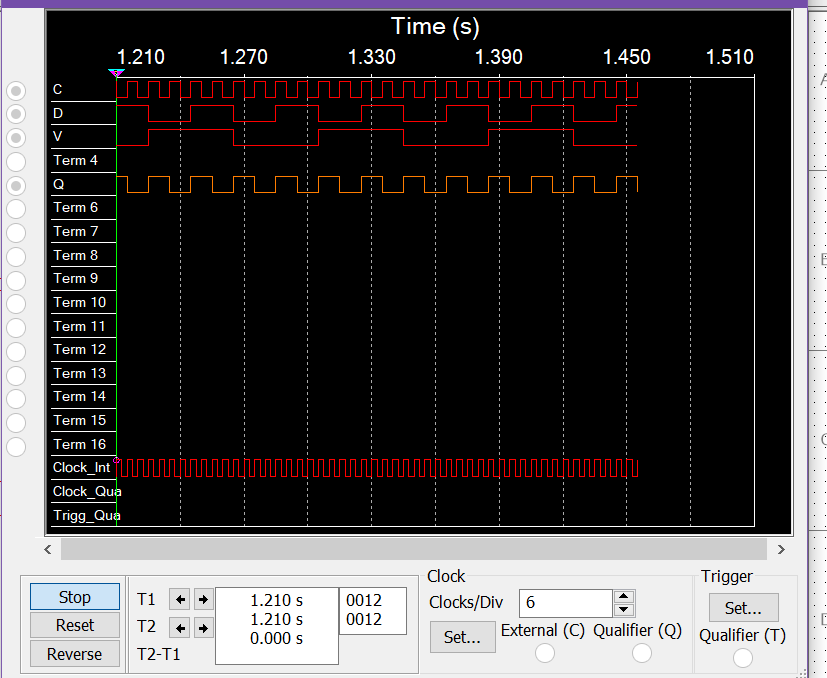 Time (s)
1.210 1.270 1.330 1.390 1.450 1.510
C
D
V
Term 4
Q
Term 6
Term 7
Term 8
Term 9
Term 10
Term 11
Term 12
Term 13
Term 14
Term 15
Term 16
Clock_Int
Clock_Qua
Trigg_Qua
Stop
Reset
Reverse
T1
T2
T2-T1
1.210 s 0012
1.210 s 0012
0.000 s
Clock
Clocks/Div 6
Set... External (C) Qualifier (Q)
Trigger
Set...
Qualifier (T)